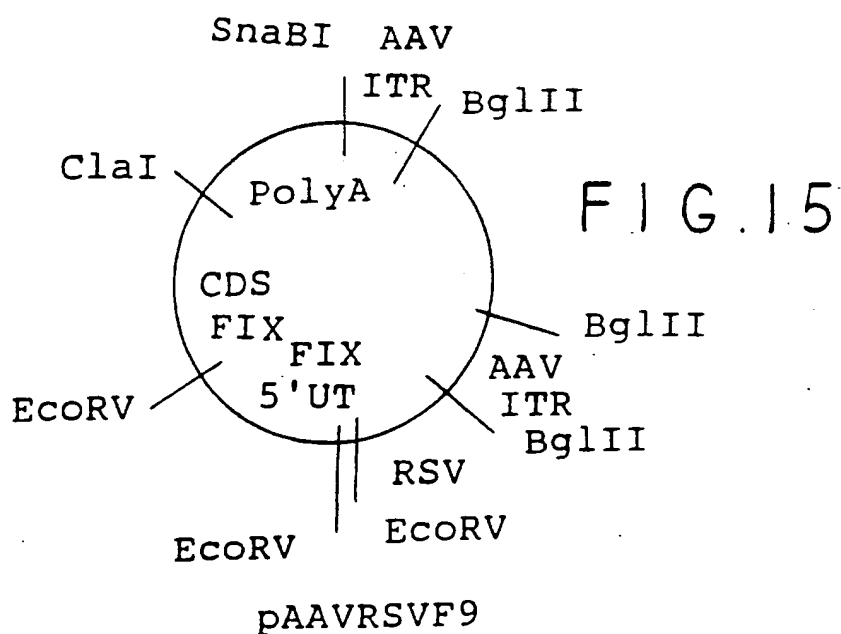 SnaBI AAV
ITR
BglII
ClaI
PolyA
FIG.15
CDS
FIX
FIX
5'UT
BglII
AAV
ITR
BglII
EcoRV
RSV
EcoRV
EcoRV
pAAVRSVF9